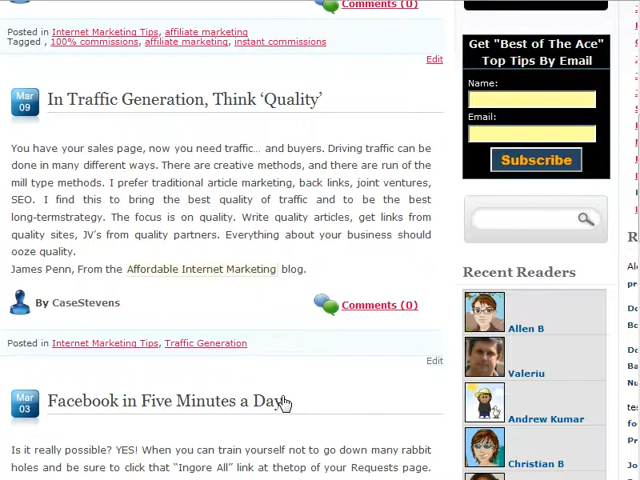 Comments (0)
Posted in Internet Marketing Tips, affiliate marketing
Tagged , 100% commissions, affiliate marketing, instant commissions
Edit
Mar
09
In Traffic Generation, Think ‘Quality’
You have your sales page, now you need traffic… and buyers. Driving traffic can be
done in many different ways. There are creative methods, and there are run of the
mill type methods. I prefer traditional article marketing, back links, joint ventures,
SEO. I find this to bring the best quality of traffic and to be the best
long-termstrategy. The focus is on quality. Write quality articles, get links from
quality sites, JV’s from quality partners. Everything about your business should
ooze quality.
James Penn, From the Affordable Internet Marketing blog.
By CaseStevens
Comments (0)
Posted in Internet Marketing Tips, Traffic Generation
Edit
Mar
03
Facebook in Five Minutes a Day
Is it really possible? YES! When you can train yourself not to go down many rabbit
holes and be sure to click that “Ingore All” link at thetop of your Requests page.
Get "Best of The Ace"
Top Tips By Email
Name:
Email:
Subscribe
Recent Readers
Allen B
Valeriu
Andrew Kumar
Christian B